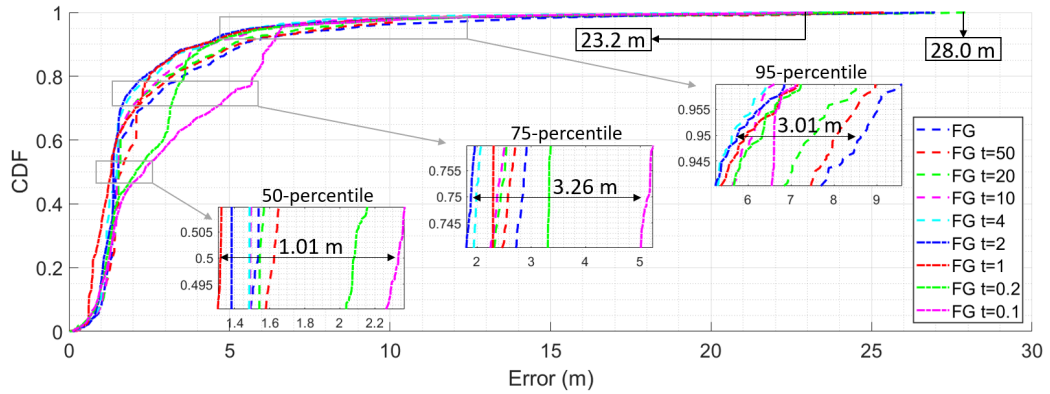 1
0.8
0.6
0.4
0.2
0
CDF
0
5
10
15
20
25
30
Error (m)
23.2 m
28.0 m
50-percentile
0.505
0.5
0.495
1.01 m
1.4
1.6
1.8
2
2.2
75-percentile
0.755
0.75
0.745
3.26 m
2
3
4
5
95-percentile
0.955
0.95
0.945
3.01 m
6
7
8
9
FG
FG t=50
FG t=20
FG t=10
FG t=4
FG t=2
FG t=1
FG t=0.2
FG t=0.1